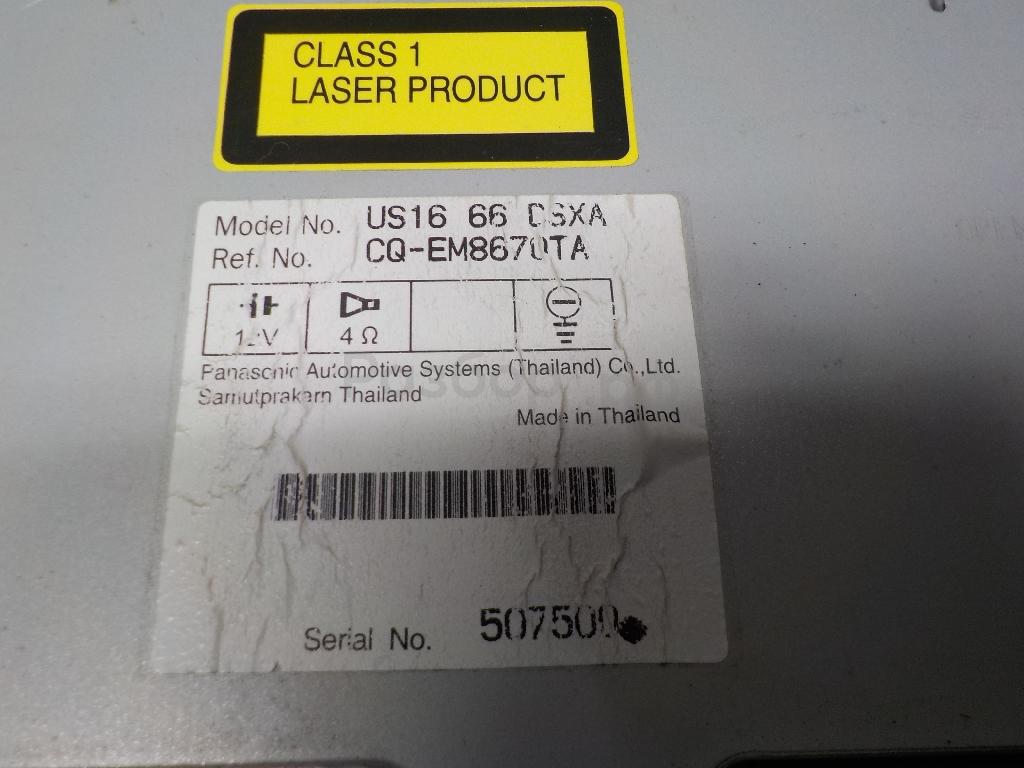 CLASS 1
LASER PRODUCT
Model No. US16 66 DSXA
Ref. No. CQ-EM8670TA
12V 4 Ω
Panasonic Automotive Systems (Thailand) Co.,Ltd.
Samutprakarn Thailand
Made in Thailand
Serial No.